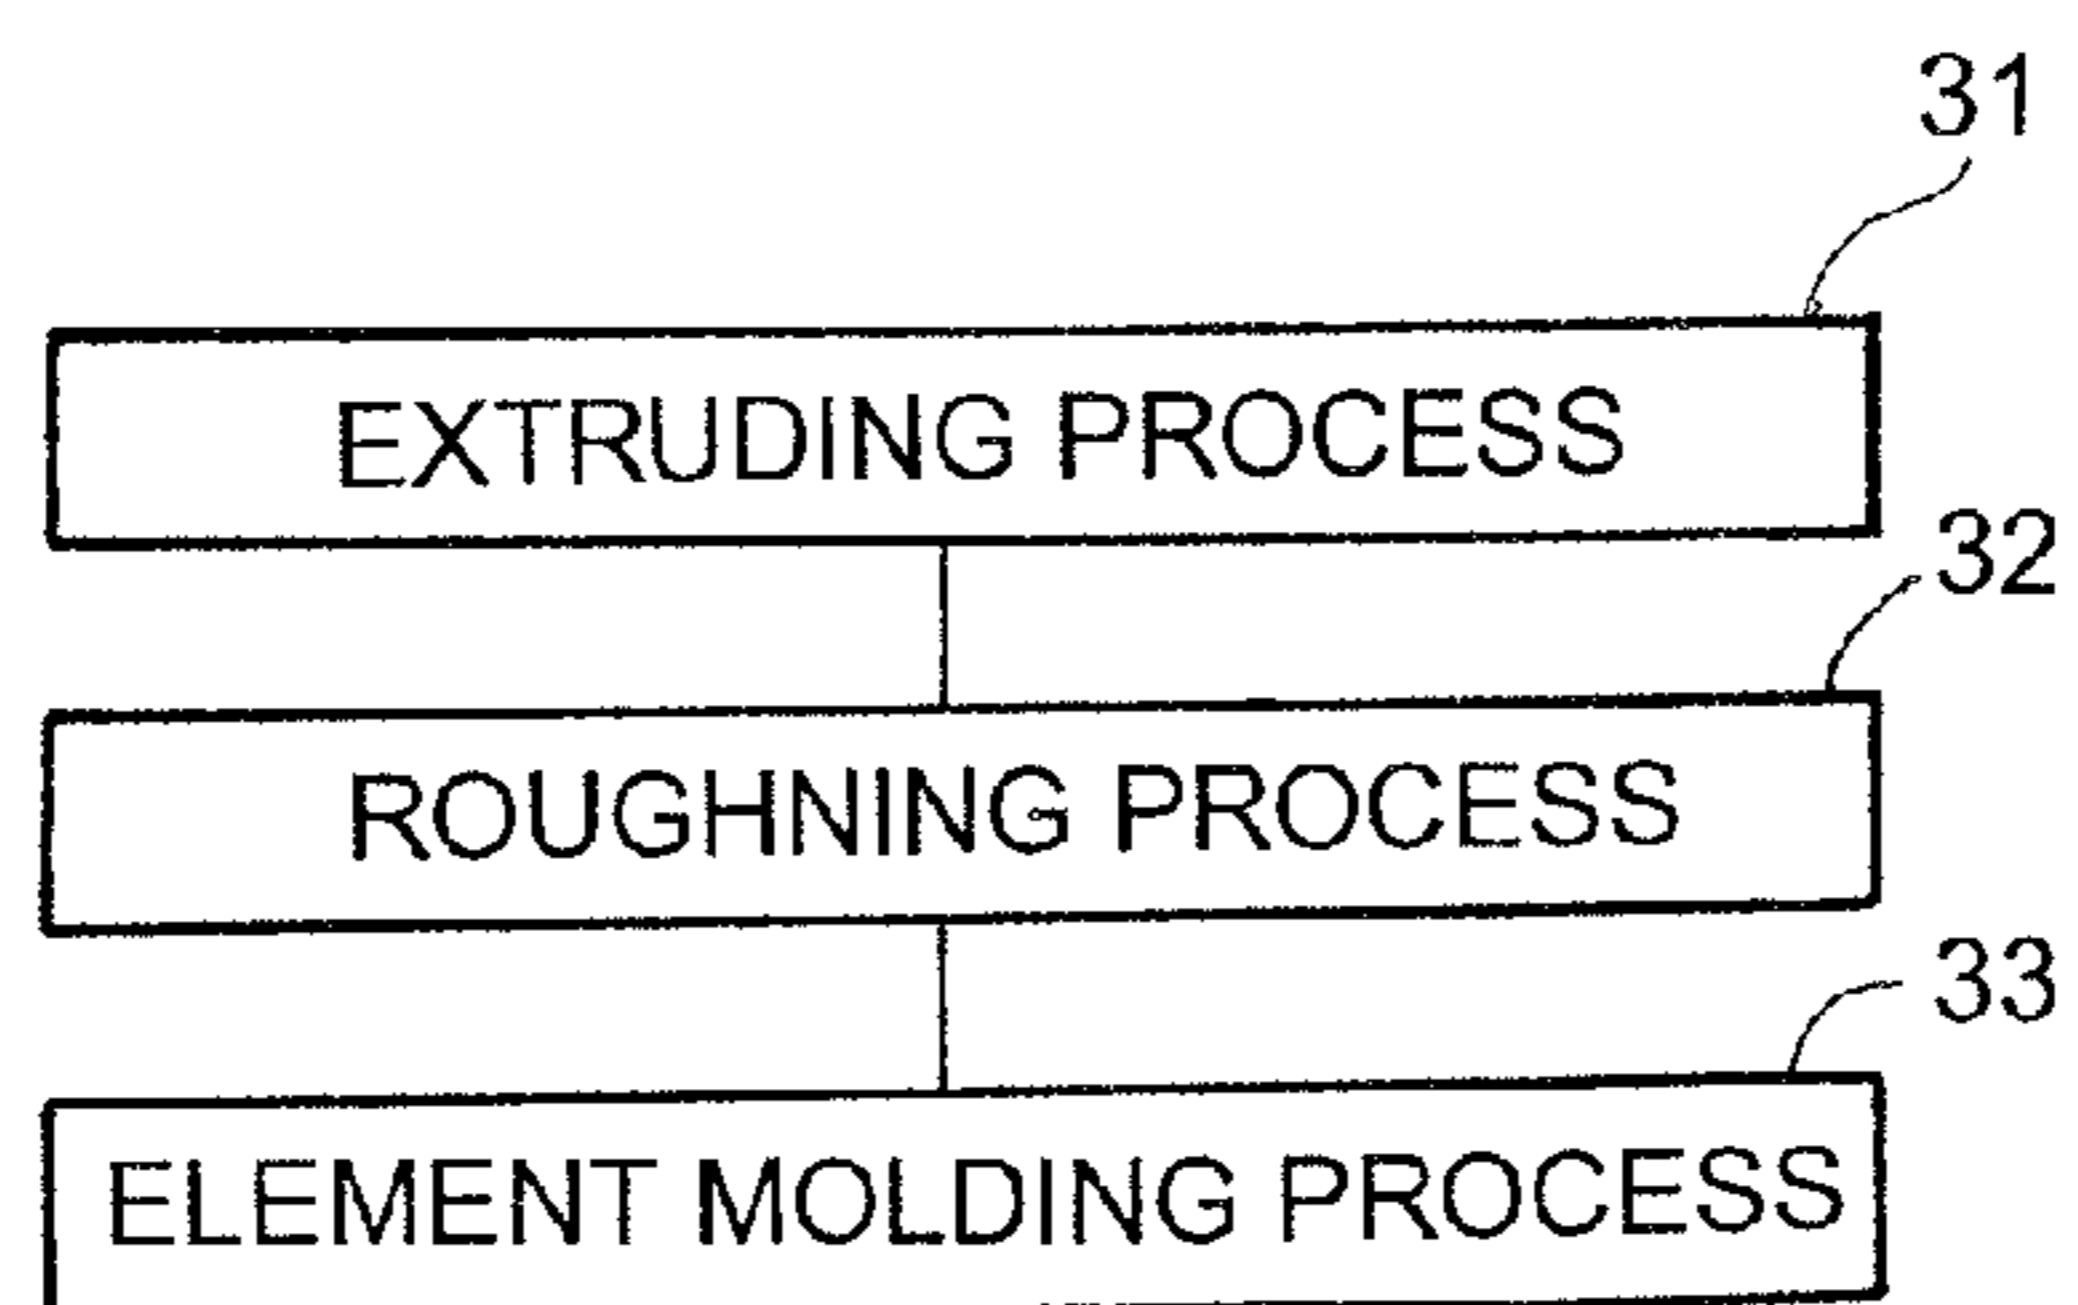 31
EXTRUDING PROCESS
32
ROUGHNING PROCESS
33
ELEMENT MOLDING PROCESS